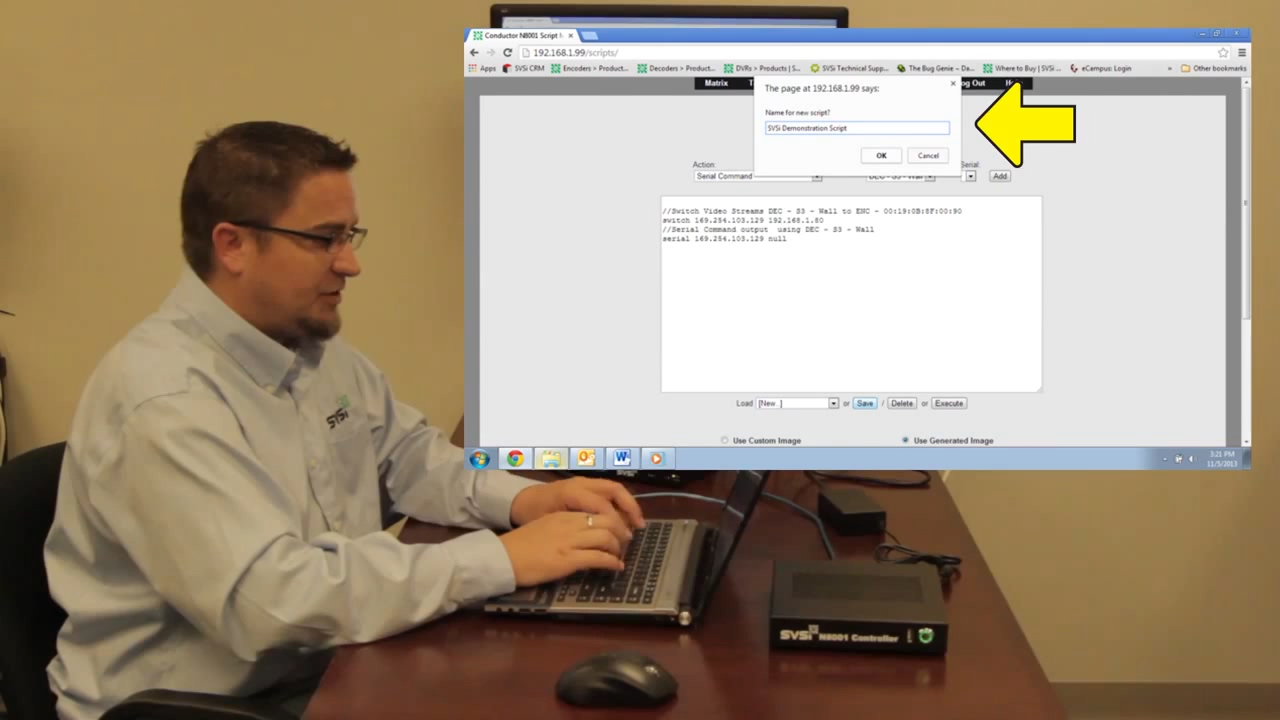 Conductor N8001 Script M
192.168.1.99/scripts/
Apps SVSi CRM Encoders > Product... Decoders > Product... DVRs > Products | S... SVSi Technical Supp... The Bug Genie ~ Da... Where to Buy | SVSi ... eCampus: Login » Other bookmarks
Matrix
og Out
The page at 192.168.1.99 says:
Name for new script?
SVSi Demonstration Script
OK Cancel
Action: Serial
Serial Command DEC - S3 - Wall Add
//Switch Video Streams DEC - S3 - Wall to ENC - 00:19:0B:8F:00:90
switch 169.254.103.129 192.168.1.80
//Serial Command output using DEC - S3 - Wall
serial 169.254.103.129 null
Load [New..] or Save / Delete or Execute
Use Custom Image Use Generated Image
3:21 PM
11/5/2013
SVSi
SVSi N8001 Controller